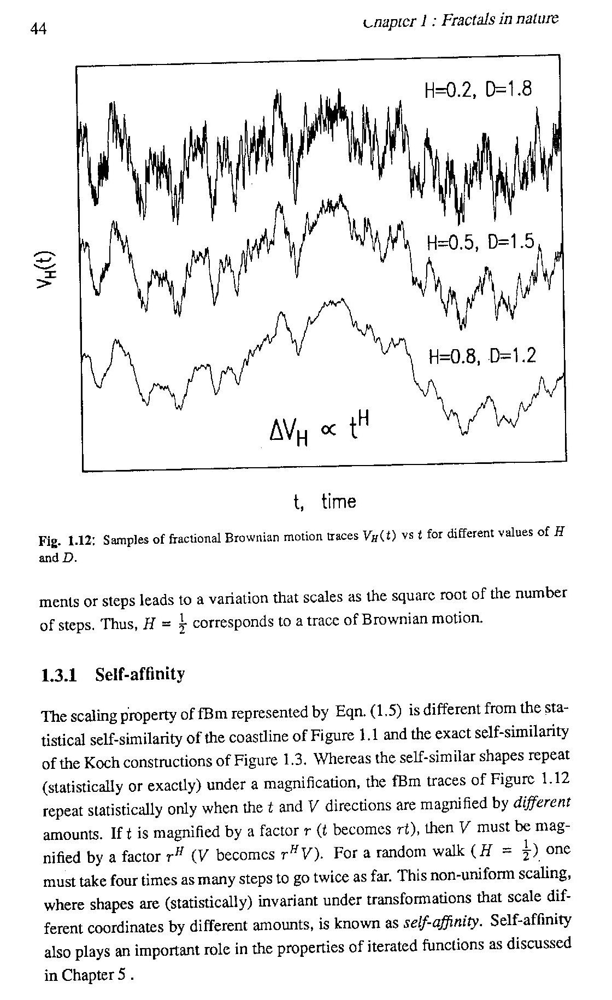 44
Chapter 1 : Fractals in nature
H=0.2, D=1.8
H=0.5, D=1.5
V_H(t)
H=0.8, D=1.2
ΔV_H ∝ t^H
t, time
Fig. 1.12: Samples of fractional Brownian motion traces V_H(t) vs t for different values of H
and D.
ments or steps leads to a variation that scales as the square root of the number
of steps. Thus, H = ½ corresponds to a trace of Brownian motion.
1.3.1 Self-affinity
The scaling property of fBm represented by Eqn. (1.5) is different from the sta-
tistical self-similarity of the coastline of Figure 1.1 and the exact self-similarity
of the Koch constructions of Figure 1.3. Whereas the self-similar shapes repeat
(statistically or exactly) under a magnification, the fBm traces of Figure 1.12
repeat statistically only when the t and V directions are magnified by different
amounts. If t is magnified by a factor r (t becomes rt), then V must be mag-
nified by a factor r^H (V becomes r^H V). For a random walk (H = ½) one
must take four times as many steps to go twice as far. This non-uniform scaling,
where shapes are (statistically) invariant under transformations that scale dif-
ferent coordinates by different amounts, is known as self-affinity. Self-affinity
also plays an important role in the properties of iterated functions as discussed
in Chapter 5 .